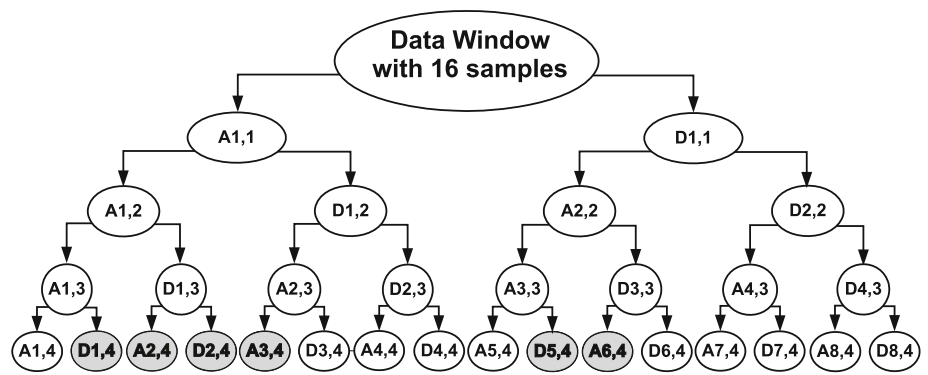 Data Window
with 16 samples
A1,1
D1,1
A1,2
D1,2
A2,2
D2,2
A1,3
D1,3
A2,3
D2,3
A3,3
D3,3
A4,3
D4,3
A1,4
D1,4
A2,4
D2,4
A3,4
D3,4
A4,4
D4,4
A5,4
D5,4
A6,4
D6,4
A7,4
D7,4
A8,4
D8,4